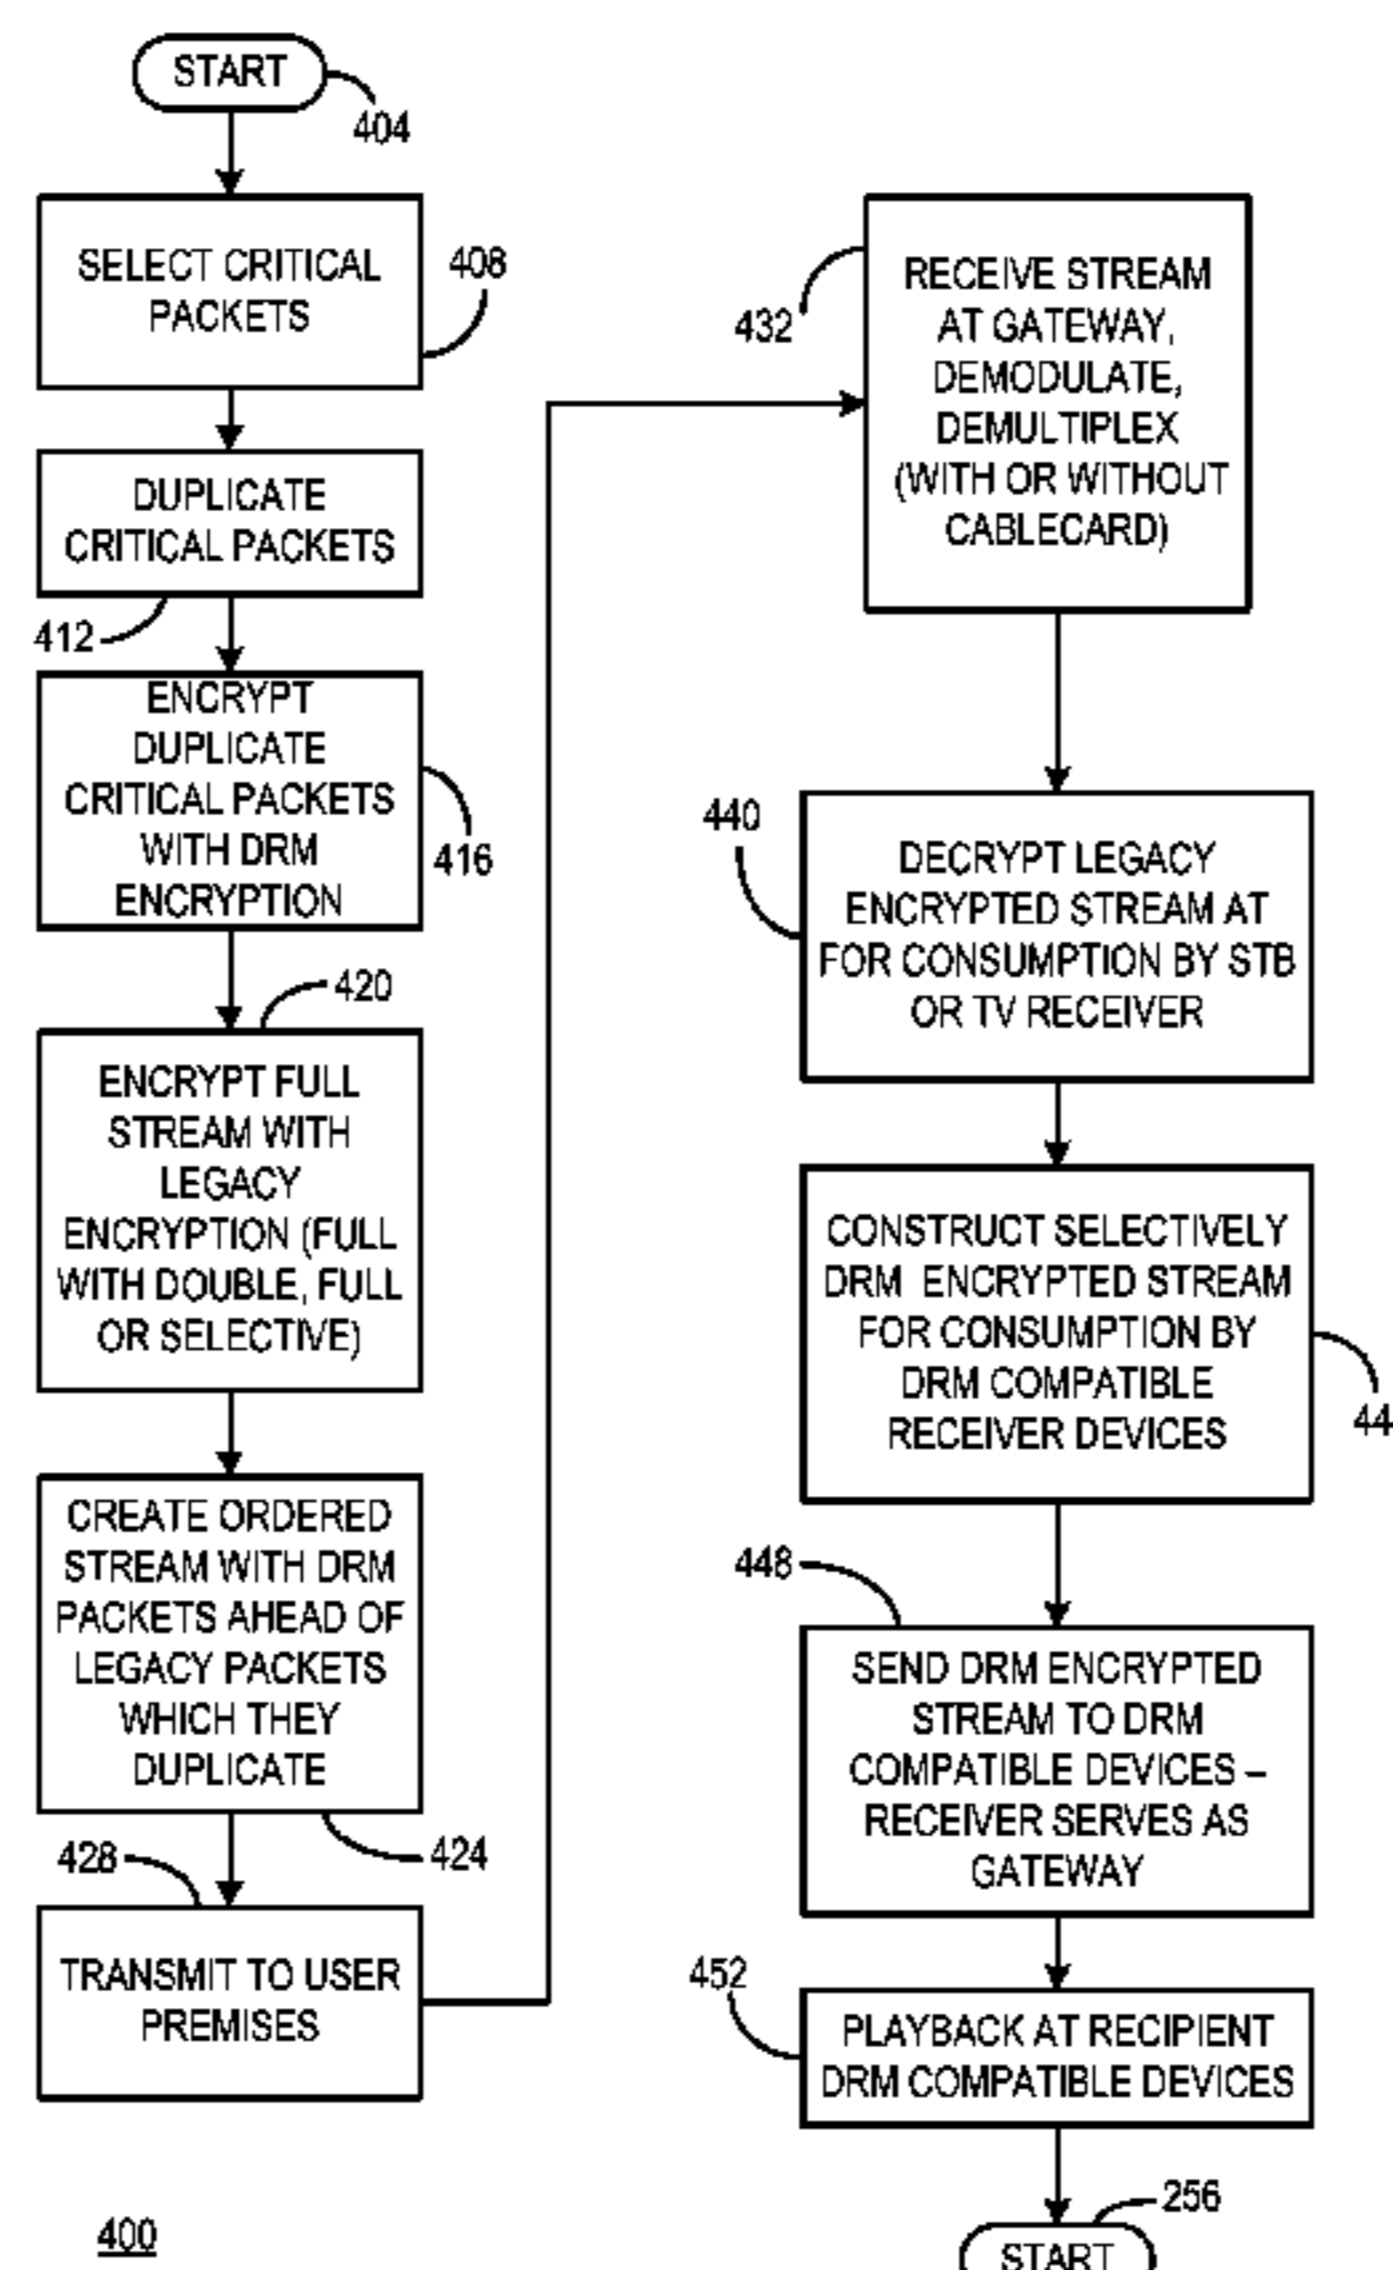 START
404
SELECT CRITICAL
PACKETS
408
DUPLICATE
CRITICAL PACKETS
412
ENCRYPT
DUPLICATE
CRITICAL PACKETS
WITH DRM
ENCRYPTION
416
420
ENCRYPT FULL
STREAM WITH
LEGACY
ENCRYPTION (FULL
WITH DOUBLE, FULL
OR SELECTIVE)
CREATE ORDERED
STREAM WITH DRM
PACKETS AHEAD OF
LEGACY PACKETS
WHICH THEY
DUPLICATE
424
428
TRANSMIT TO USER
PREMISES
400
432
RECEIVE STREAM
AT GATEWAY,
DEMODULATE,
DEMULTIPLEX
(WITH OR WITHOUT
CABLECARD)
440
DECRYPT LEGACY
ENCRYPTED STREAM AT
FOR CONSUMPTION BY STB
OR TV RECEIVER
CONSTRUCT SELECTIVELY
DRM ENCRYPTED STREAM
FOR CONSUMPTION BY
DRM COMPATIBLE
RECEIVER DEVICES
44
448
SEND DRM ENCRYPTED
STREAM TO DRM
COMPATIBLE DEVICES –
RECEIVER SERVES AS
GATEWAY
452
PLAYBACK AT RECIPIENT
DRM COMPATIBLE DEVICES
256
START